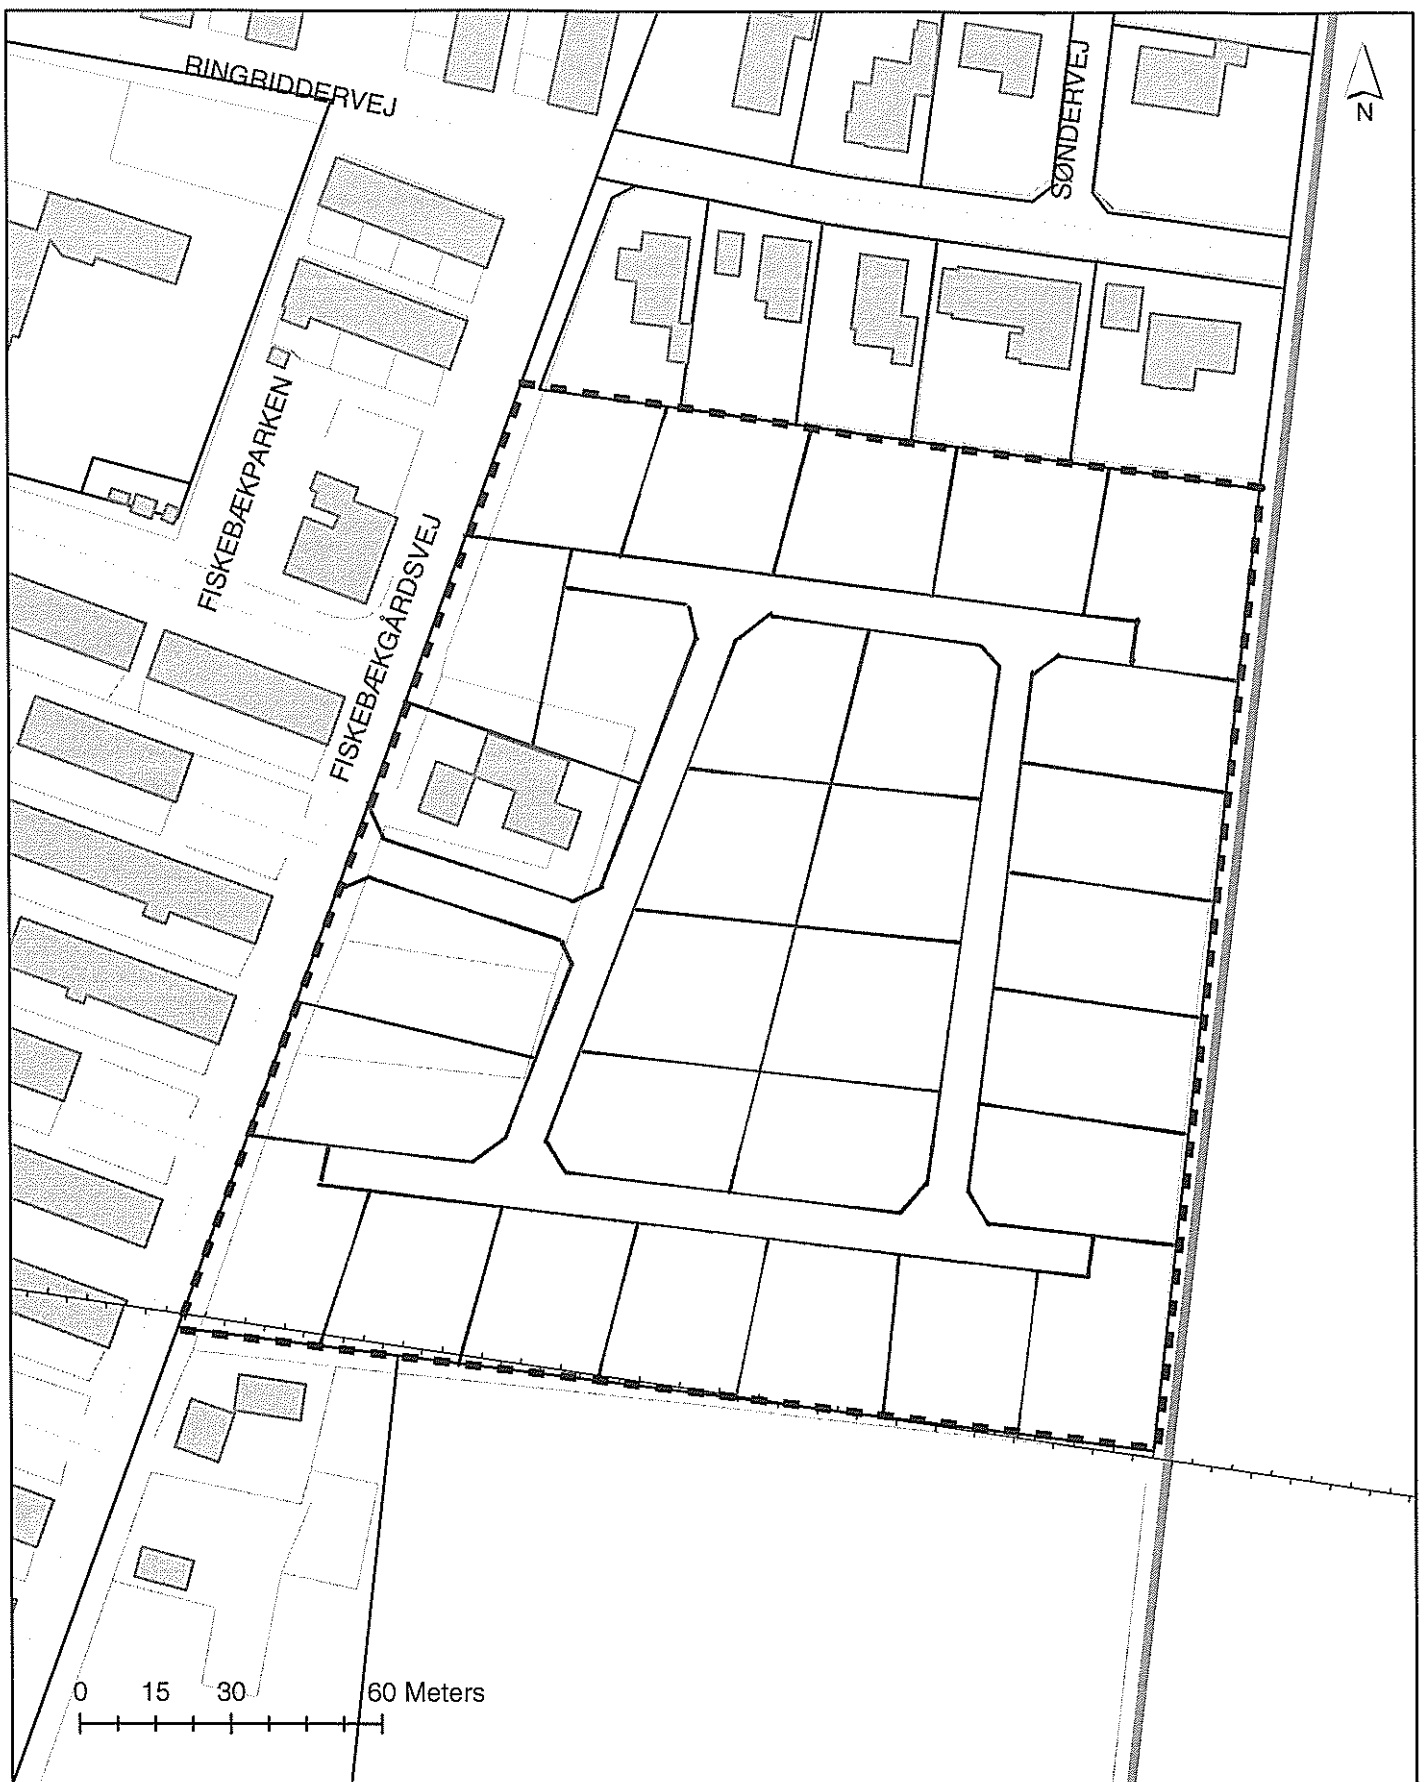 RINGRIDDERVEJ
SØNDERVEJ
N
FISKEBÆKPARKEN
FISKEBÆKGÅRDSVEJ
0 15 30 60 Meters